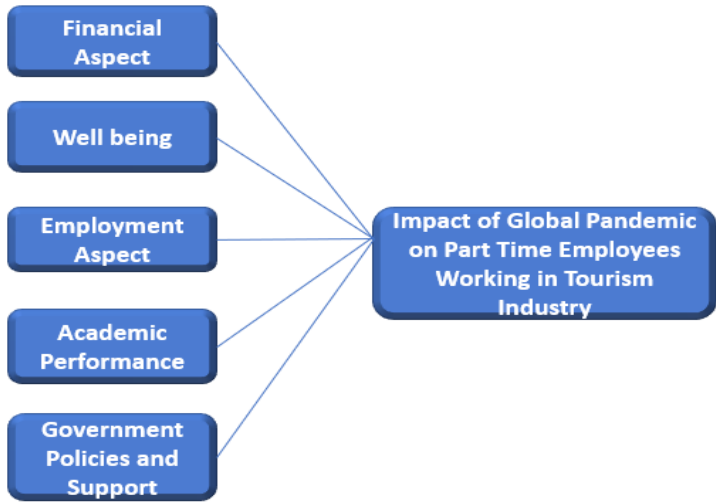 Financial
Aspect
Well being
Employment
Aspect
Academic
Performance
Government
Policies and
Support
Impact of Global Pandemic
on Part Time Employees
Working in Tourism
Industry